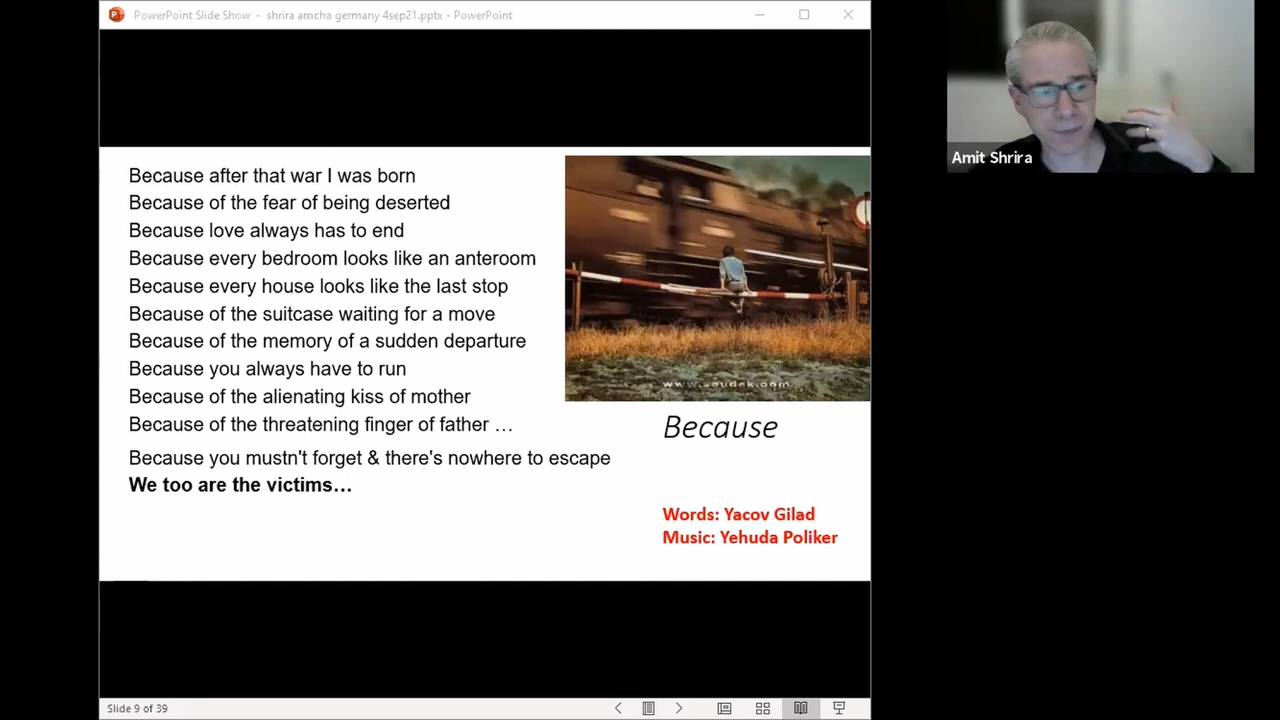 PowerPoint Slide Show - shrira amcha germany 4sep21.pptx - PowerPoint
Amit Shrira
Because after that war I was born
Because of the fear of being deserted
Because love always has to end
Because every bedroom looks like an anteroom
Because every house looks like the last stop
Because of the suitcase waiting for a move
Because of the memory of a sudden departure
Because you always have to run
Because of the alienating kiss of mother
Because of the threatening finger of father …
Because you mustn't forget & there's nowhere to escape
We too are the victims…
www.saudek.com
Because
Words: Yacov Gilad
Music: Yehuda Poliker
Slide 9 of 39